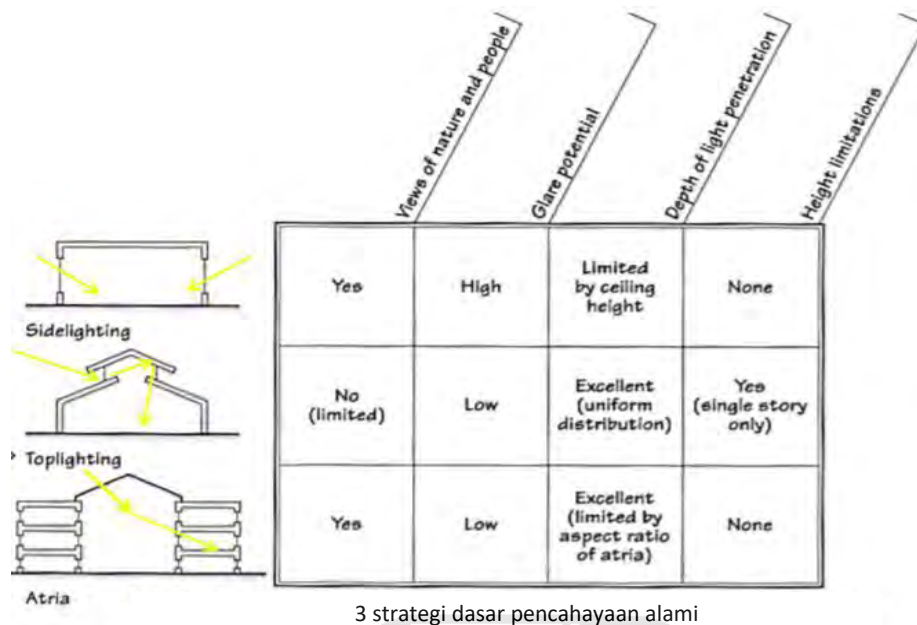 Views of nature and people
Glare potential
Depth of light penetration
Height limitations
Sidelighting
Yes
High
Limited
by ceiling
height
None
Toplighting
No
(limited)
Low
Excellent
(uniform
distribution)
Yes
(single story
only)
Atria
Yes
Low
Excellent
(limited by
aspect ratio
of atria)
None
3 strategi dasar pencahayaan alami